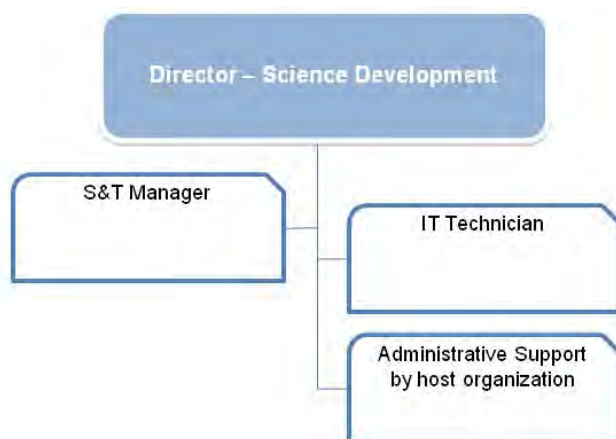 Director – Science Development
S&T Manager
IT Technician
Administrative Support
by host organization